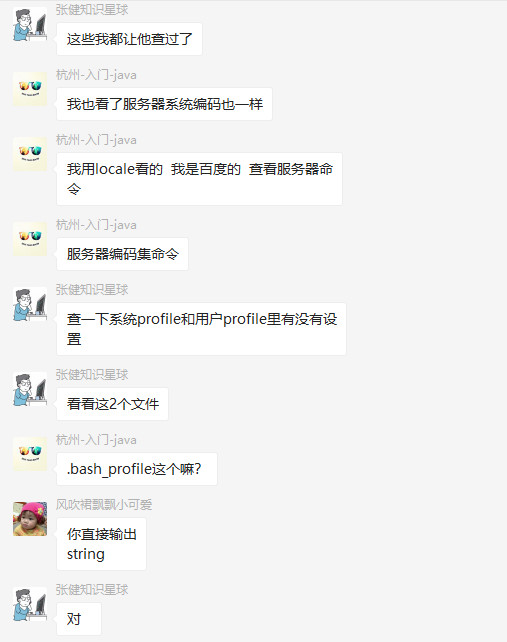 张健知识星球
这些我都让他查过了
杭州-入门-java
我也看了服务器系统编码也一样
杭州-入门-java
我用locale看的  我是百度的  查看服务器命
令
杭州-入门-java
服务器编码集命令
张健知识星球
查一下系统profile和用户profile里有没有设
置
张健知识星球
看看这2个文件
杭州-入门-java
.bash_profile这个嘛?
风吹裙飘飘小可爱
你直接输出
string
张健知识星球
对